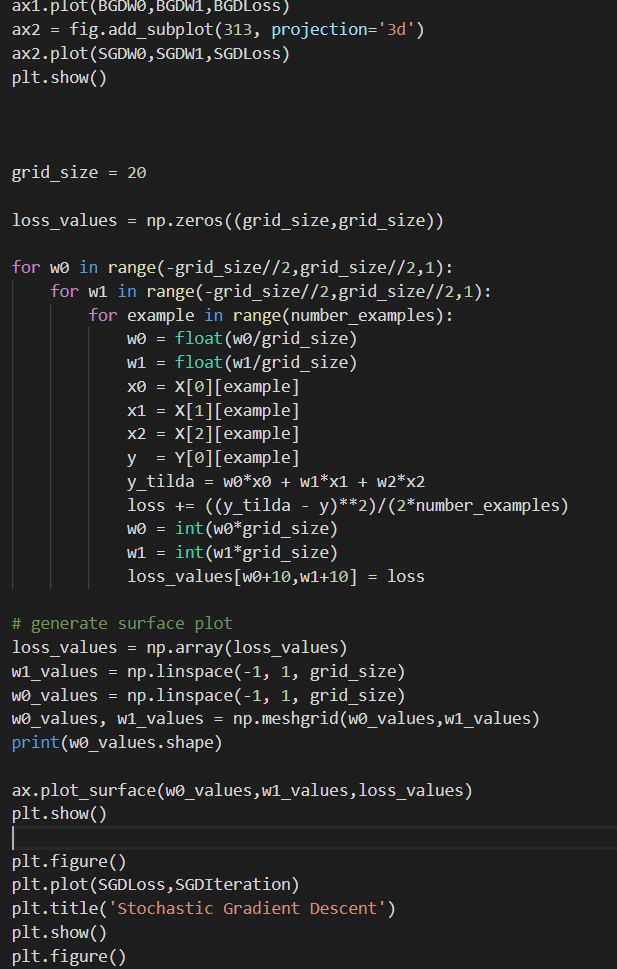 ax1.plot(BGDW0,BGDW1,BGDLoss)
ax2 = fig.add_subplot(313, projection='3d')
ax2.plot(SGDW0,SGDW1,SGDLoss)
plt.show()
grid_size = 20
loss_values = np.zeros((grid_size,grid_size))
for w0 in range(-grid_size//2,grid_size//2,1):
    for w1 in range(-grid_size//2,grid_size//2,1):
        for example in range(number_examples):
            w0 = float(w0/grid_size)
            w1 = float(w1/grid_size)
            x0 = X[0][example]
            x1 = X[1][example]
            x2 = X[2][example]
            y  = Y[0][example]
            y_tilda = w0*x0 + w1*x1 + w2*x2
            loss += ((y_tilda - y)**2)/(2*number_examples)
            w0 = int(w0*grid_size)
            w1 = int(w1*grid_size)
            loss_values[w0+10,w1+10] = loss
# generate surface plot
loss_values = np.array(loss_values)
w1_values = np.linspace(-1, 1, grid_size)
w0_values = np.linspace(-1, 1, grid_size)
w0_values, w1_values = np.meshgrid(w0_values,w1_values)
print(w0_values.shape)
ax.plot_surface(w0_values,w1_values,loss_values)
plt.show()
plt.figure()
plt.plot(SGDLoss,SGDIteration)
plt.title('Stochastic Gradient Descent')
plt.show()
plt.figure()